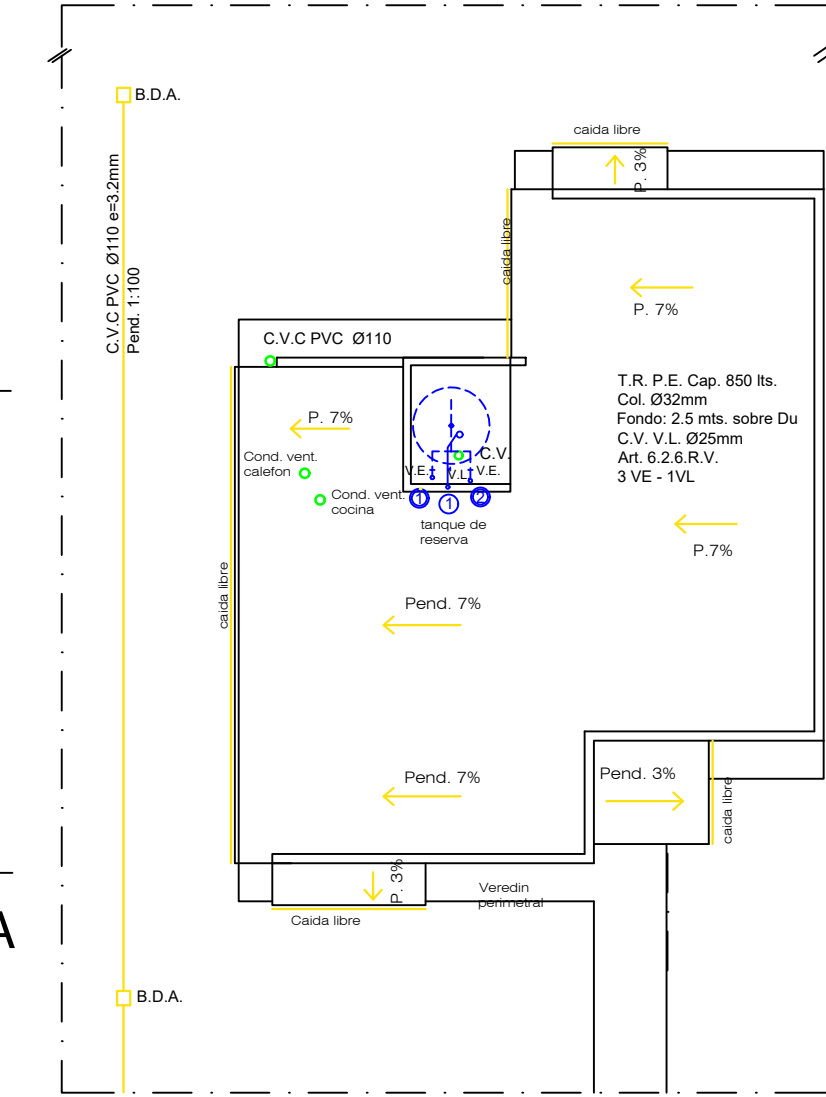 B.D.A.
caida libre
P. 3%
C.V.C PVC Ø110 e=3.2mm
Pend. 1:100
caida libre
P. 7%
C.V.C PVC Ø110
T.R. P.E. Cap. 850 lts.
Col. Ø32mm
Fondo: 2.5 mts. sobre Du
C.V. V.L. Ø25mm
Art. 6.2.6.R.V.
3 VE - 1VL
P. 7%
Cond. vent.
calefon
C.V.
V.E.
V.L.
V.E.
Cond. vent.
cocina
1
1
2
tanque de
reserva
P.7%
caida libre
Pend. 7%
Pend. 7%
Pend. 3%
caida libre
P. 3%
Veredin
perimetral
Caida libre
A
B.D.A.